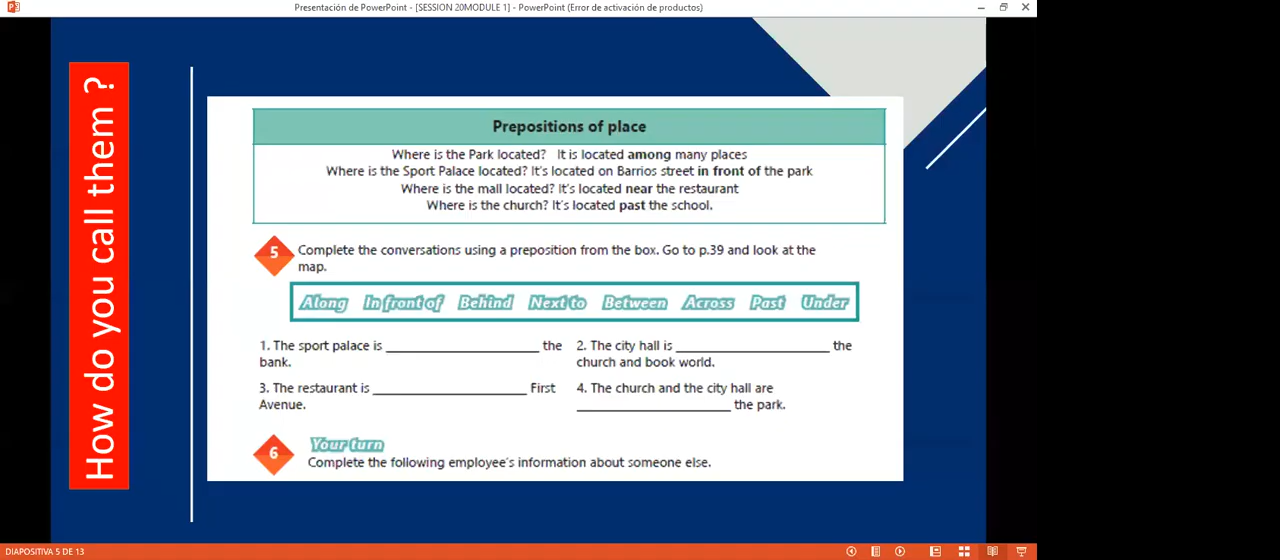 Presentación de PowerPoint - [SESSION 20MODULE 1] - PowerPoint (Error de activación de productos)
How do you call them ?
Prepositions of place
Where is the Park located? It is located among many places
Where is the Sport Palace located? It's located on Barrios street in front of the park
Where is the mall located? It's located near the restaurant
Where is the church? It's located past the school.
5 Complete the conversations using a preposition from the box. Go to p.39 and look at the
map.
Along In front of Behind Next to Between Across Past Under
1. The sport palace is ______________________ the
bank.
2. The city hall is ______________________ the
church and book world.
3. The restaurant is ______________________ First
Avenue.
4. The church and the city hall are
______________________ the park.
6 Your turn
Complete the following employee's information about someone else.
DIAPOSITIVA 5 DE 13